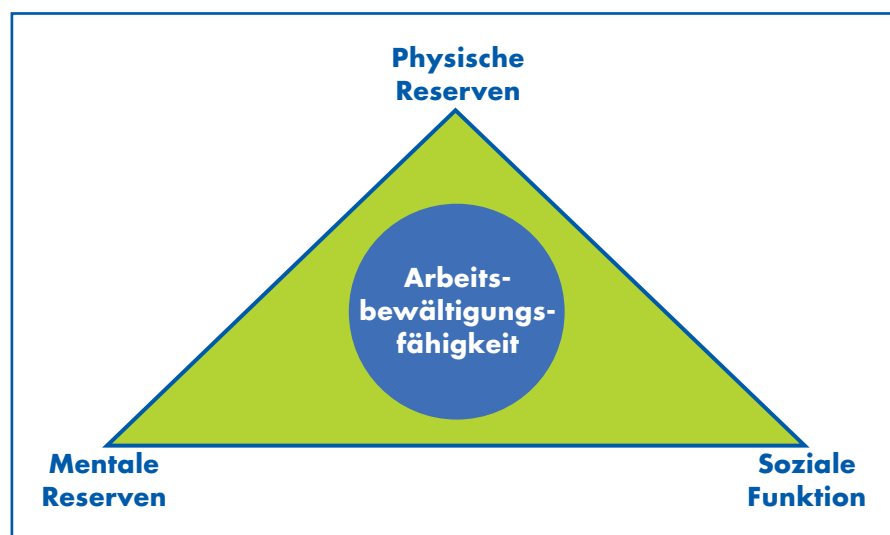 Physische
Reserven
Arbeits-
bewältigungs-
fähigkeit
Mentale
Reserven
Soziale
Funktion